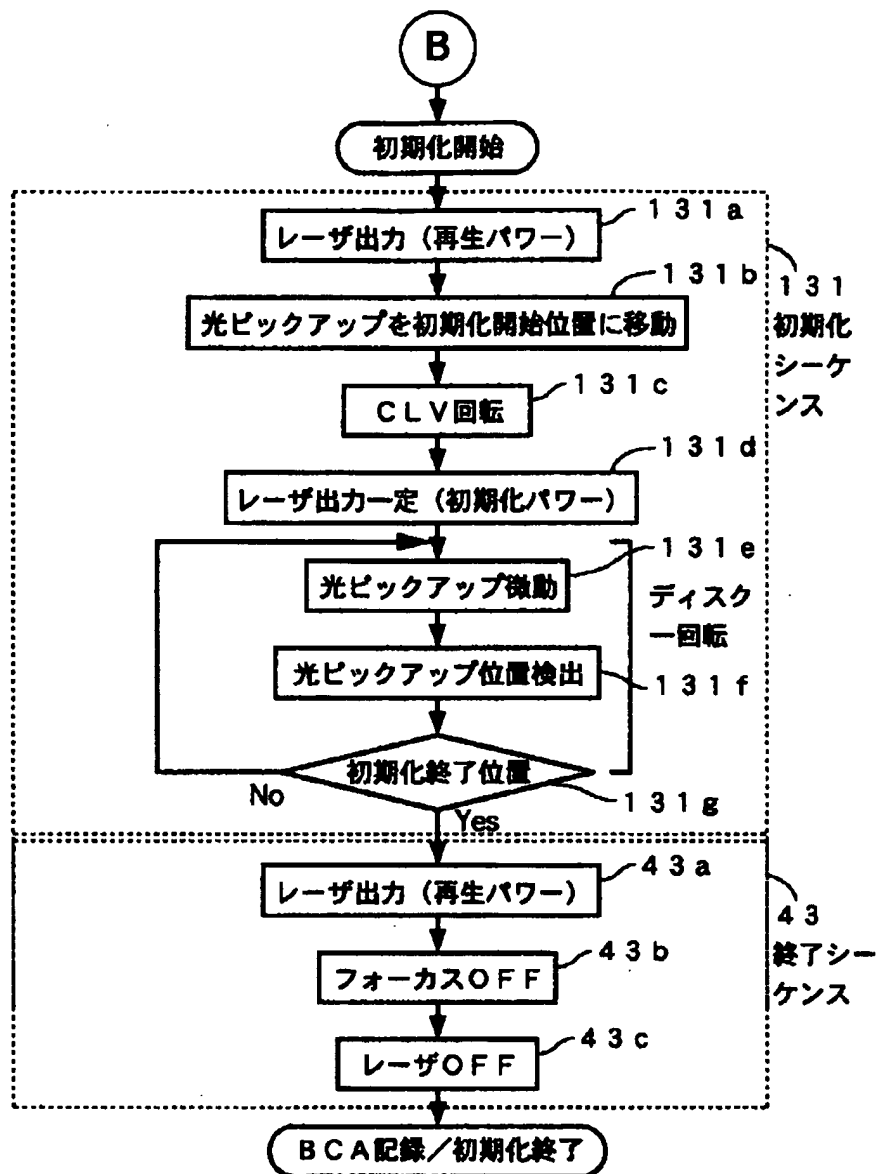 B
初期化開始
レーザ出力（再生パワー）
131a
光ピックアップを初期化開始位置に移動
131b
131
初期化
シーケ
ンス
CLV回転
131c
レーザ出力一定（初期化パワー）
131d
光ピックアップ微動
131e
ディスク
一回転
光ピックアップ位置検出
131f
初期化終了位置
131g
No
Yes
レーザ出力（再生パワー）
43a
43
終了シー
ケンス
フォーカスOFF
43b
レーザOFF
43c
BCA記録／初期化終了